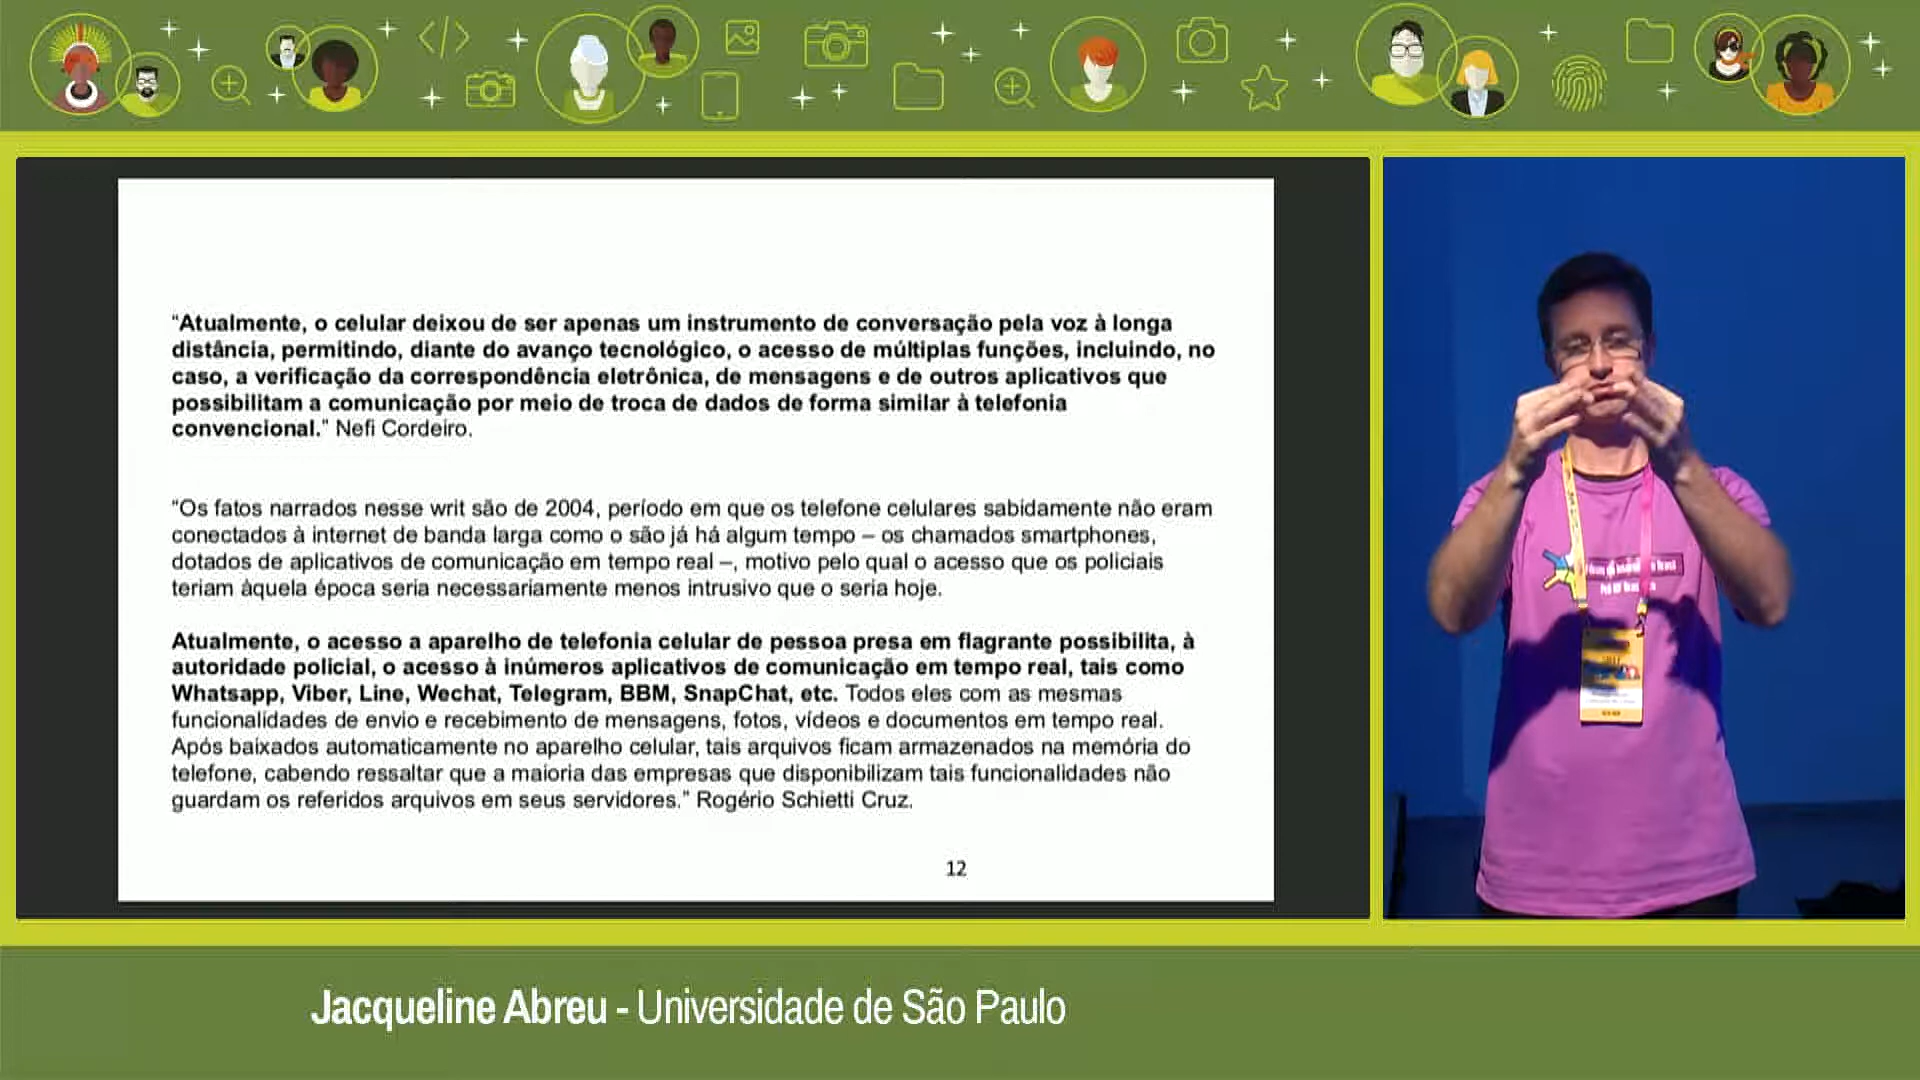 “Atualmente, o celular deixou de ser apenas um instrumento de conversação pela voz à longa
distância, permitindo, diante do avanço tecnológico, o acesso de múltiplas funções, incluindo, no
caso, a verificação da correspondência eletrônica, de mensagens e de outros aplicativos que
possibilitam a comunicação por meio de troca de dados de forma similar à telefonia
convencional.” Nefi Cordeiro.
“Os fatos narrados nesse writ são de 2004, período em que os telefone celulares sabidamente não eram
conectados à internet de banda larga como o são já há algum tempo – os chamados smartphones,
dotados de aplicativos de comunicação em tempo real –, motivo pelo qual o acesso que os policiais
teriam àquela época seria necessariamente menos intrusivo que o seria hoje.
Atualmente, o acesso a aparelho de telefonia celular de pessoa presa em flagrante possibilita, à
autoridade policial, o acesso à inúmeros aplicativos de comunicação em tempo real, tais como
Whatsapp, Viber, Line, Wechat, Telegram, BBM, SnapChat, etc. Todos eles com as mesmas
funcionalidades de envio e recebimento de mensagens, fotos, vídeos e documentos em tempo real.
Após baixados automaticamente no aparelho celular, tais arquivos ficam armazenados na memória do
telefone, cabendo ressaltar que a maioria das empresas que disponibilizam tais funcionalidades não
guardam os referidos arquivos em seus servidores.” Rogério Schietti Cruz.
12
Jacqueline Abreu - Universidade de São Paulo